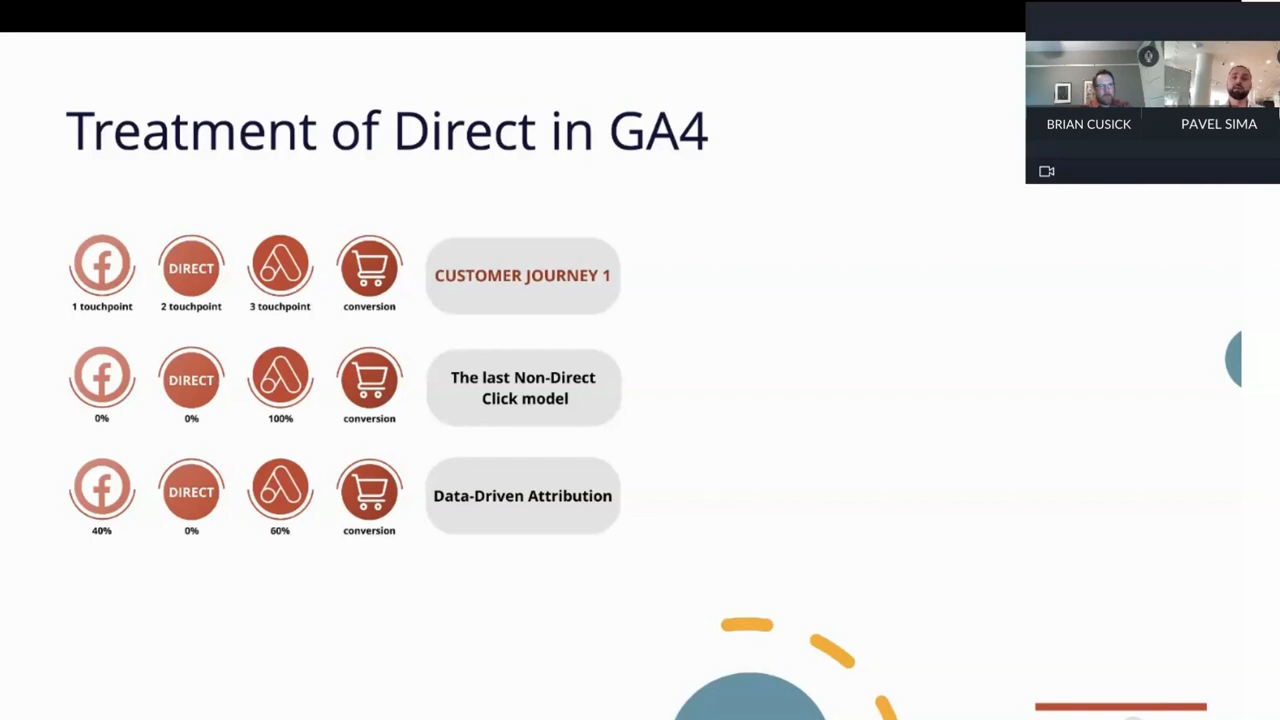 BRIAN CUSICK
PAVEL SIMA
Treatment of Direct in GA4
DIRECT
1 touchpoint
2 touchpoint
3 touchpoint
conversion
CUSTOMER JOURNEY 1
DIRECT
0%
0%
100%
conversion
The last Non-Direct
Click model
DIRECT
40%
0%
60%
conversion
Data-Driven Attribution